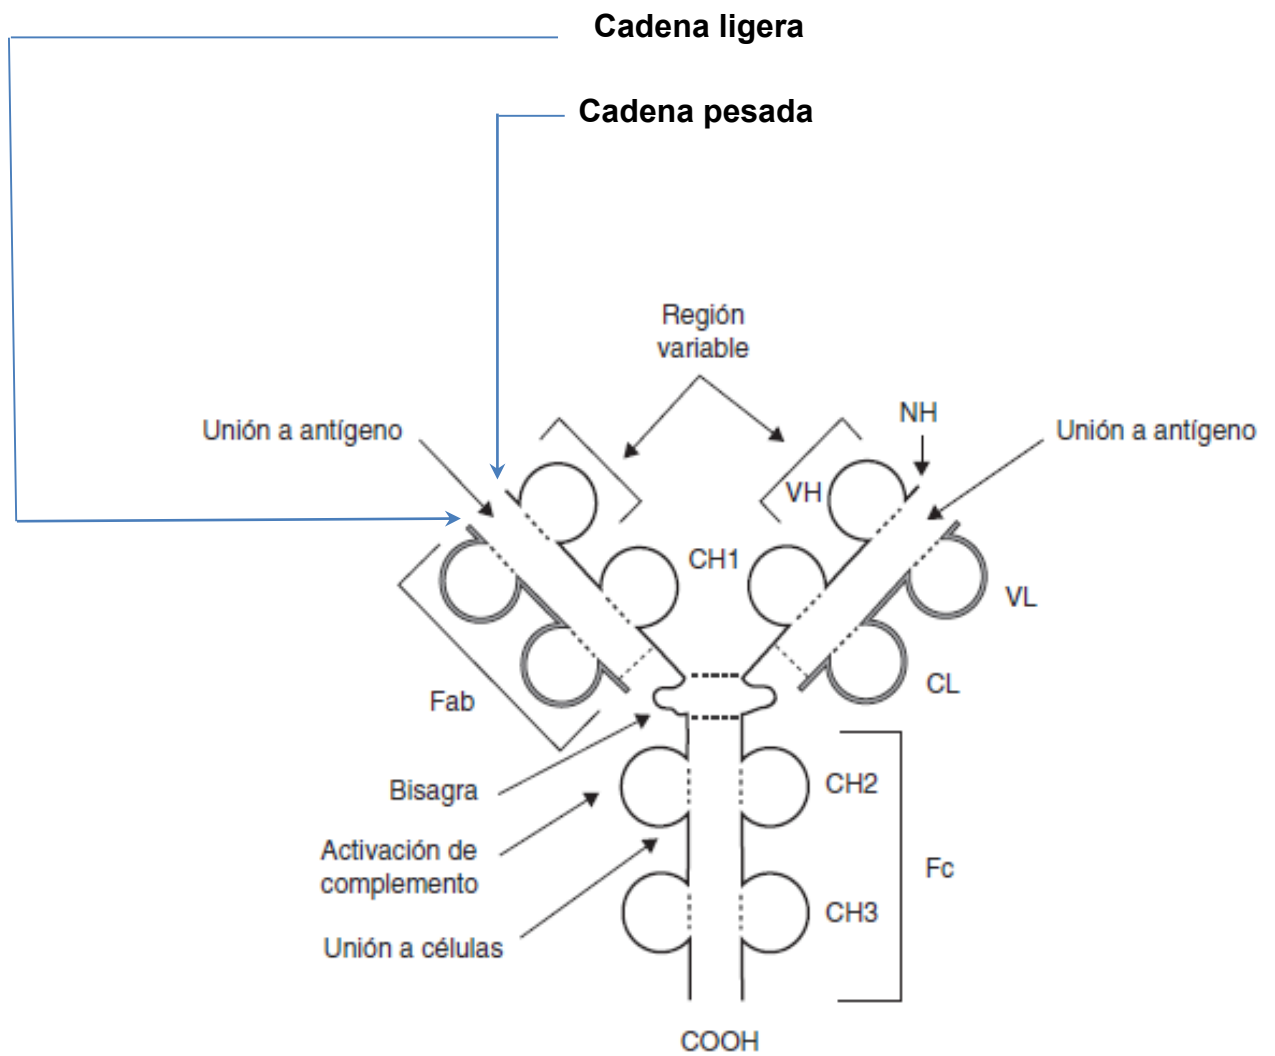 Cadena ligera
Cadena pesada
Región
variable
NH
Unión a antígeno
Unión a antígeno
VH
CH1
VL
CL
Fab
Bisagra
CH2
Activación de
complemento
Fc
CH3
Unión a células
COOH